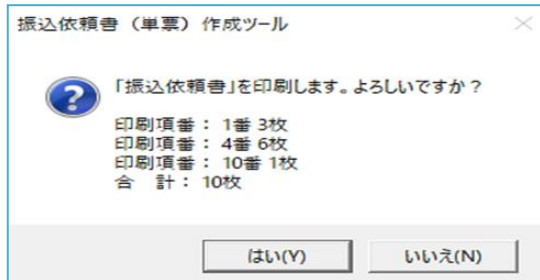 振込依頼書（単票）作成ツール
「振込依頼書」を印刷します。よろしいですか？
印刷項番： 1番 3枚
印刷項番： 4番 6枚
印刷項番： 10番 1枚
合　計： 10枚
はい(Y)
いいえ(N)